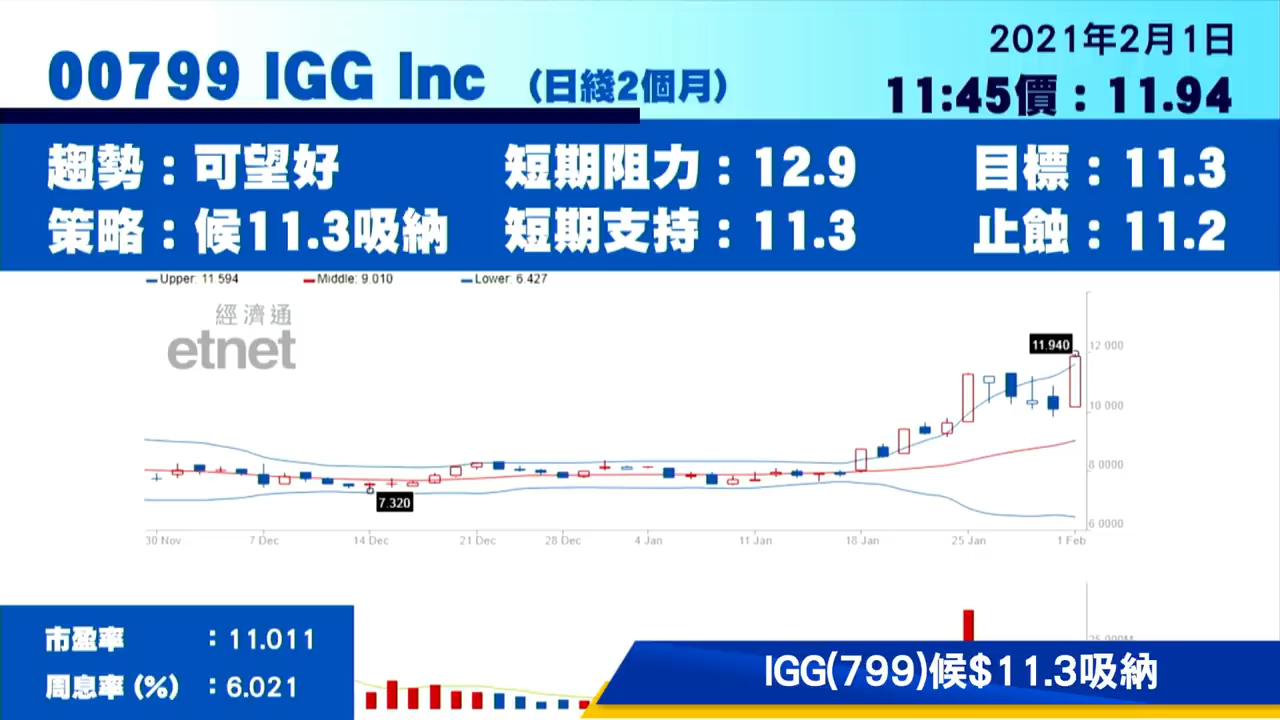 2021年2月1日
00799 IGG Inc (日綫2個月)
11:45價：11.94
趨勢：可望好 短期阻力：12.9 目標：11.3
策略：候11.3吸納 短期支持：11.3 止蝕：11.2
Upper: 11.594 Middle: 9.010 Lower: 6.427
經濟通
etnet
11.940
12 000
10 000
8 0000
7.320
6 0000
30 Nov 7 Dec 14 Dec 21 Dec 28 Dec 4 Jan 11 Jan 18 Jan 25 Jan 1 Feb
市盈率 ：11.011
周息率 (%) ：6.021
IGG(799)候$11.3吸納